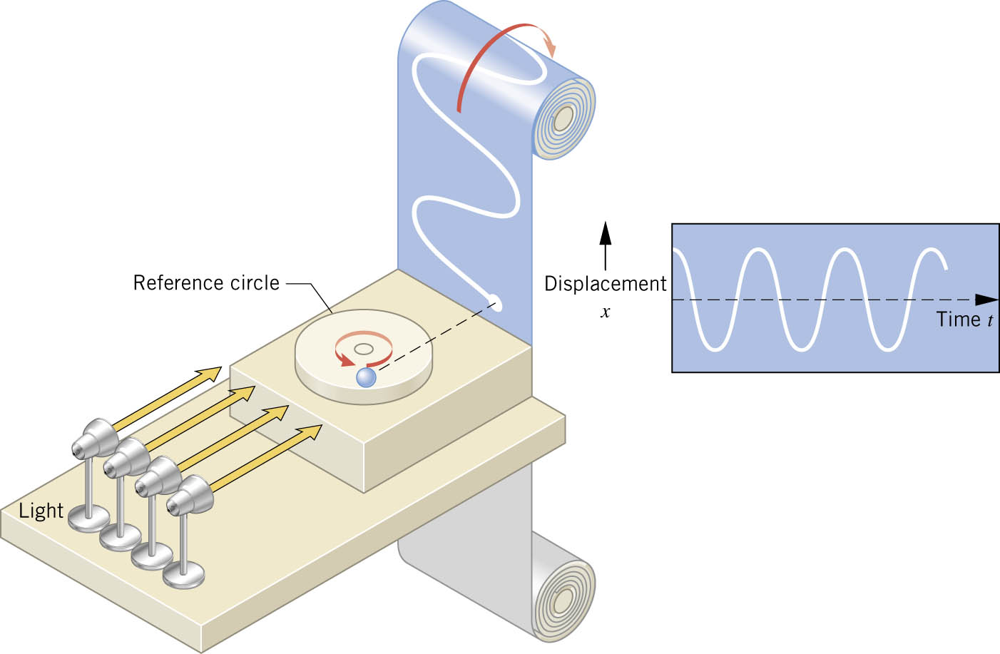 Reference circle
Displacement
x
Time t
Light